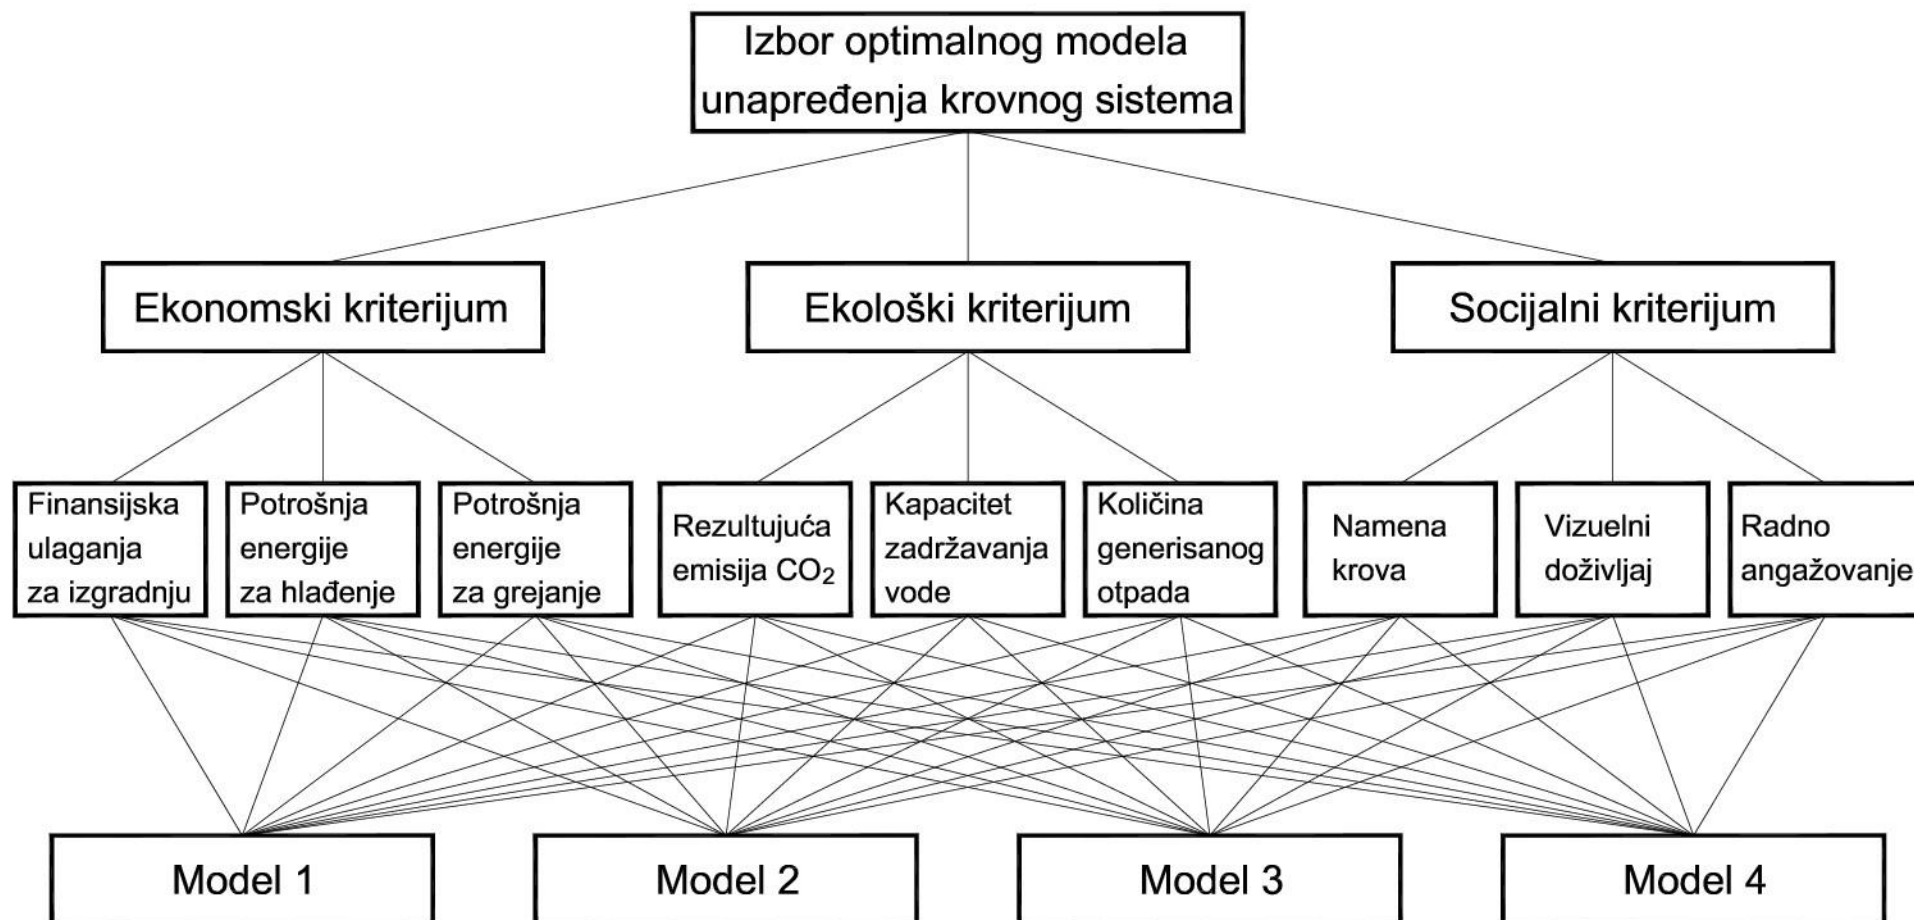 Izbor optimalnog modela
unapređenja krovnog sistema
Ekonomski kriterijum
Ekološki kriterijum
Socijalni kriterijum
Finansijska
ulaganja
za izgradnju
Potrošnja
energije
za hlađenje
Potrošnja
energije
za grejanje
Rezultujuća
emisija CO₂
Kapacitet
zadržavanja
vode
Količina
generisanog
otpada
Namena
krova
Vizuelni
doživljaj
Radno
angažovanje
Model 1
Model 2
Model 3
Model 4